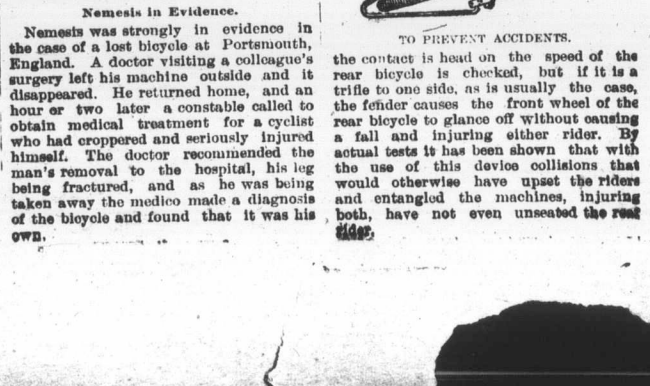 Nemesis in Evidence.
Nemesis was strongly in evidence in
the case of a lost bicycle at Portsmouth,
England. A doctor visiting a colleague's
surgery left his machine outside and it
disappeared. He returned home, and an
hour or two later a constable called to
obtain medical treatment for a cyclist
who had croppered and seriously injured
himself. The doctor recommended the
man's removal to the hospital, his leg
being fractured, and as he was being
taken away the medico made a diagnosis
of the bicycle and found that it was his
own.
TO PREVENT ACCIDENTS.
the contact is head on the speed of the
rear bicycle is checked, but if it is a
trifle to one side, as is usually the case,
the fender causes the front wheel of the
rear bicycle to glance off without causing
a fall and injuring either rider. By
actual tests it has been shown that with
the use of this device collisions that
would otherwise have upset the riders
and entangled the machines, injuring
both, have not even unseated the rear
rider.